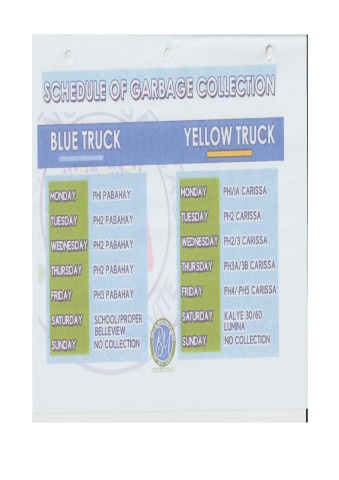 SCHEDULE OF GARBAGE COLLECTION
BLUE TRUCK
MONDAY PH1 PABAHAY
TUESDAY PH2 PABAHAY
WEDNESDAY PH2 PABAHAY
THURSDAY PH2 PABAHAY
FRIDAY PH3 PABAHAY
SATURDAY SCHOOL/PROPER
BELLEVIEW
SUNDAY NO COLLECTION
YELLOW TRUCK
MONDAY PH1/1A CARISSA
TUESDAY PH2 CARISSA
WEDNESDAY PH2/3 CARISSA
THURSDAY PH3A/3B CARISSA
FRIDAY PH4/-PH5 CARISSA
SATURDAY KALYE 30/60
LUMINA
SUNDAY NO COLLECTION